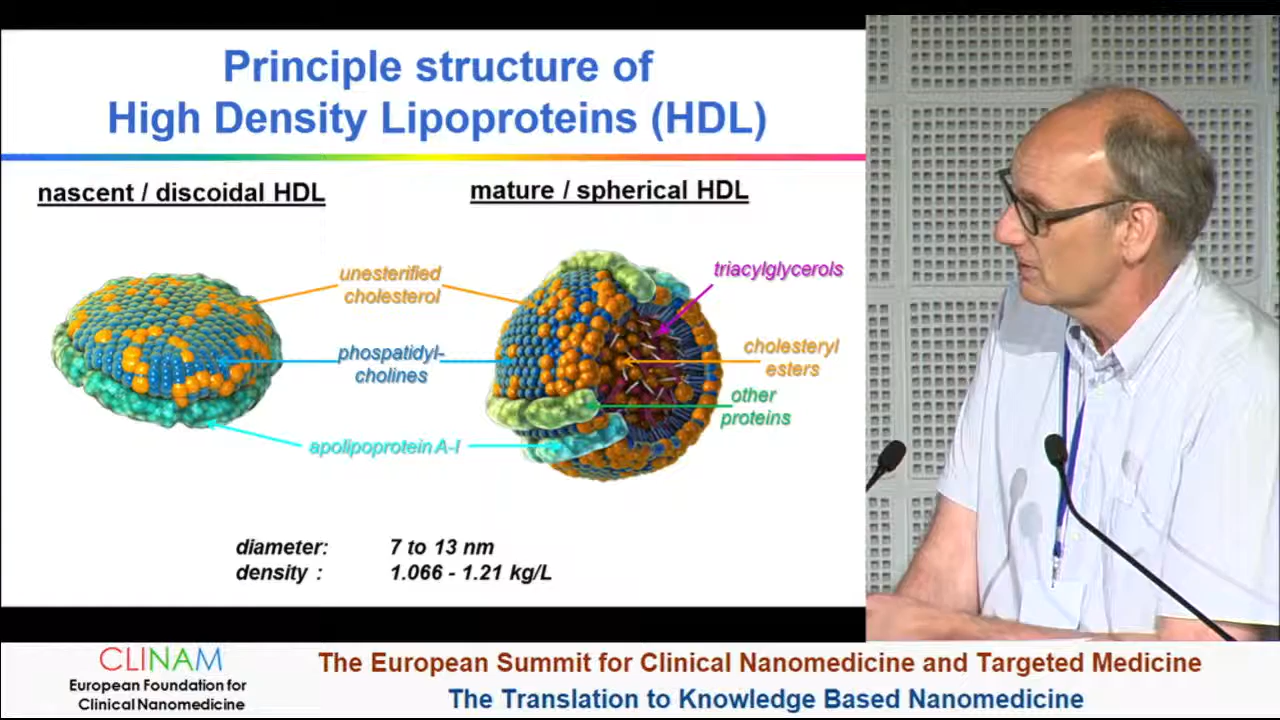 Principle structure of
High Density Lipoproteins (HDL)
nascent / discoidal HDL
mature / spherical HDL
unesterified
cholesterol
triacylglycerols
phospatidyl-
cholines
cholesteryl
esters
other
proteins
apolipoprotein A-I
diameter: 7 to 13 nm
density : 1.066 - 1.21 kg/L
CLINAM
European Foundation for
Clinical Nanomedicine
The European Summit for Clinical Nanomedicine and Targeted Medicine
The Translation to Knowledge Based Nanomedicine